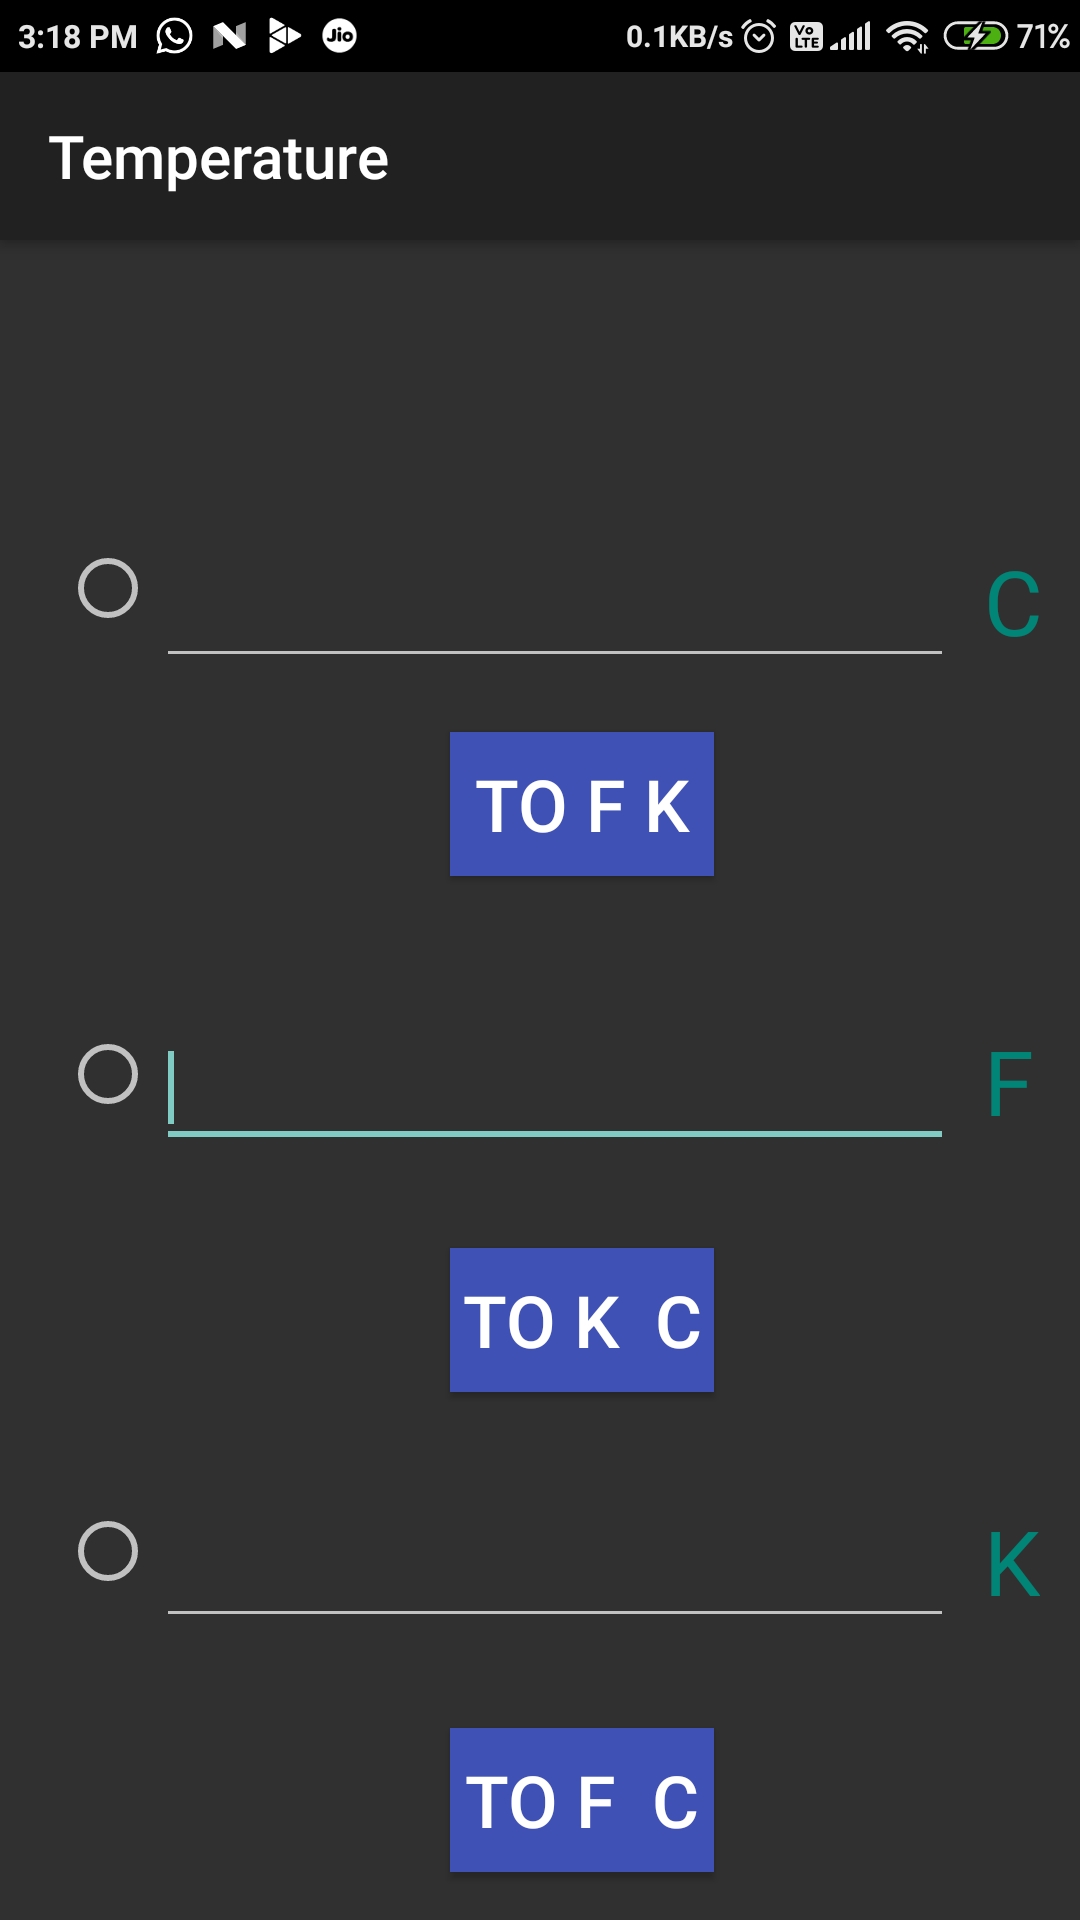 3:18 PM Jio 0.1KB/s Vo LTE 71%
Temperature
C
TO F K
F
TO K  C
K
TO F  C